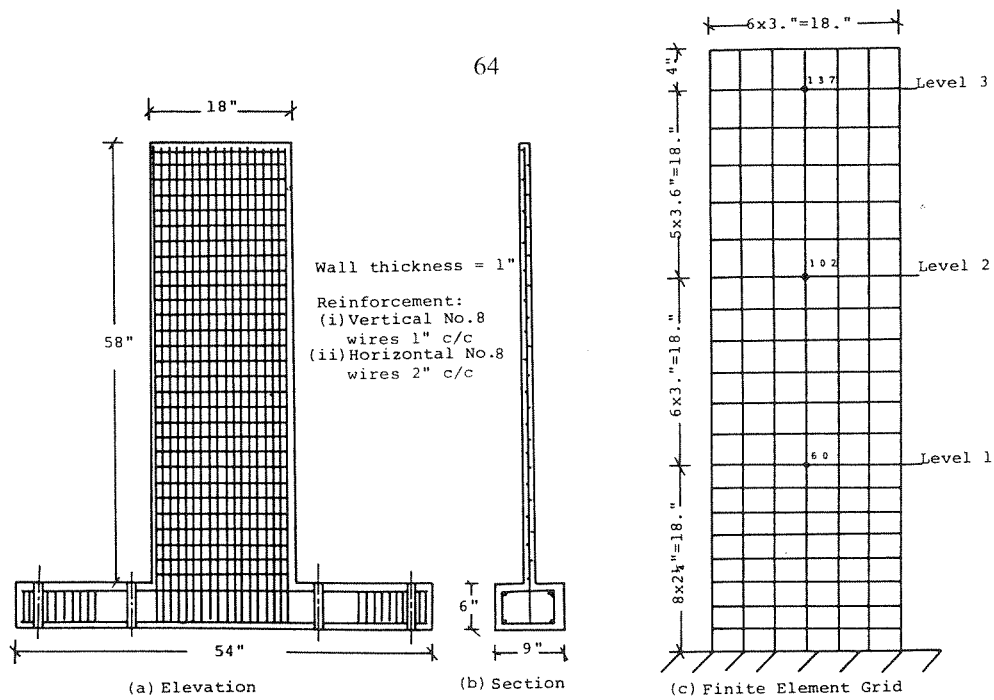 64
18"
58"
54"
(a) Elevation
Wall thickness = 1"
Reinforcement:
(i) Vertical No.8
wires 1" c/c
(ii) Horizontal No.8
wires 2" c/c
6"
9"
(b) Section
6x3."=18."
4"
5x3.6"=18."
6x3."=18."
8x2¼"=18."
137
Level 3
102
Level 2
60
Level 1
(c) Finite Element Grid